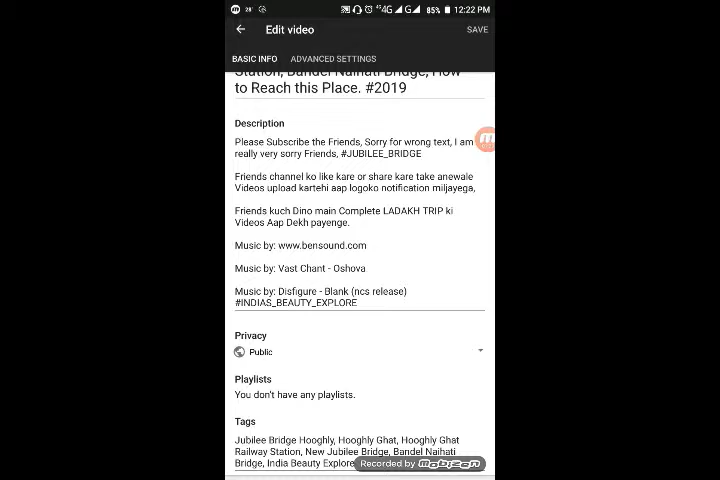 28°
4G G 85% 12:22 PM
Edit video
SAVE
BASIC INFO ADVANCED SETTINGS
Station, Bandel Naihati Bridge, How
to Reach this Place. #2019
Description
Please Subscribe the Friends, Sorry for wrong text, I am
really very sorry Friends, #JUBILEE_BRIDGE
Friends channel ko like kare or share kare take anewale
Videos upload kartehi aap logoko notification miljayega,
Friends kuch Dino main Complete LADAKH TRIP ki
Videos Aap Dekh payenge.
Music by: www.bensound.com
Music by: Vast Chant - Oshova
Music by: Disfigure - Blank (ncs release)
#INDIAS_BEAUTY_EXPLORE
Privacy
Public
Playlists
You don't have any playlists.
Tags
Jubilee Bridge Hooghly, Hooghly Ghat, Hooghly Ghat
Railway Station, New Jubilee Bridge, Bandel Naihati
Bridge, India Beauty Explore
Recorded by Mobizen